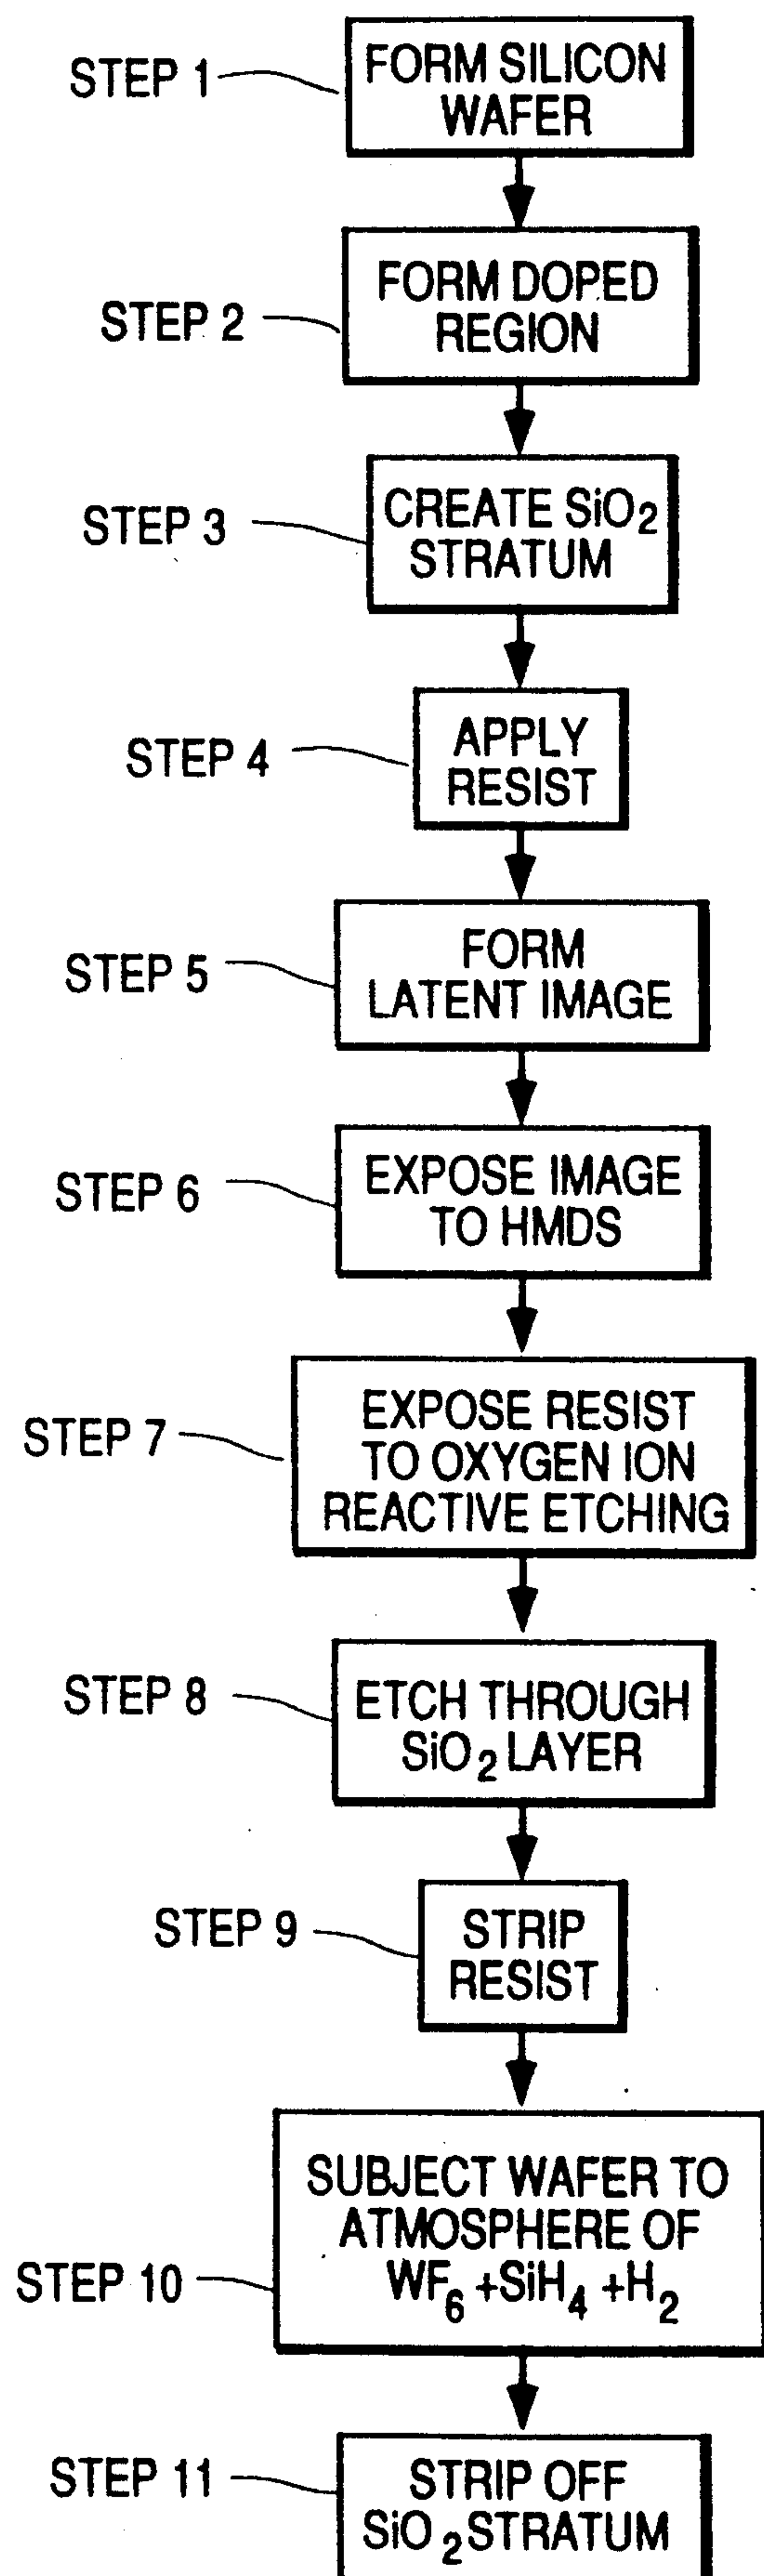 STEP 1
FORM SILICON
WAFER
STEP 2
FORM DOPED
REGION
STEP 3
CREATE SiO2
STRATUM
STEP 4
APPLY
RESIST
STEP 5
FORM
LATENT IMAGE
STEP 6
EXPOSE IMAGE
TO HMDS
STEP 7
EXPOSE RESIST
TO OXYGEN ION
REACTIVE ETCHING
STEP 8
ETCH THROUGH
SiO2 LAYER
STEP 9
STRIP
RESIST
STEP 10
SUBJECT WAFER TO
ATMOSPHERE OF
WF6 +SiH4 +H2
STEP 11
STRIP OFF
SiO2 STRATUM